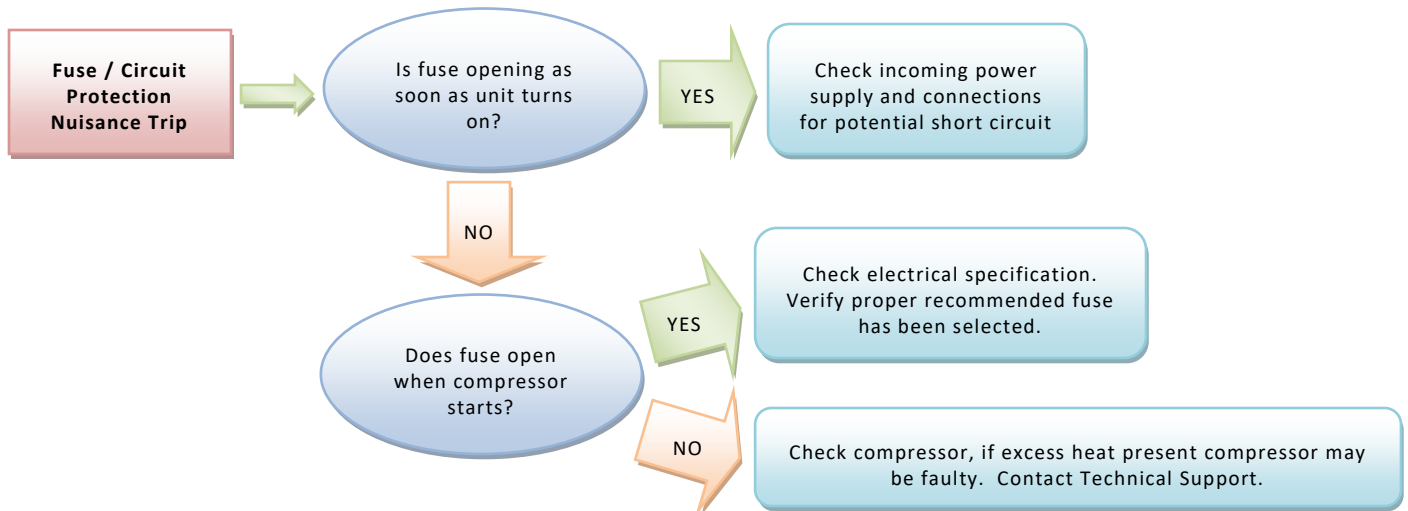 Fuse / Circuit
Protection
Nuisance Trip
Is fuse opening as
soon as unit turns
on?
YES
Check incoming power
supply and connections
for potential short circuit
NO
Does fuse open
when compressor
starts?
YES
Check electrical specification.
Verify proper recommended fuse
has been selected.
NO
Check compressor, if excess heat present compressor may
be faulty.  Contact Technical Support.